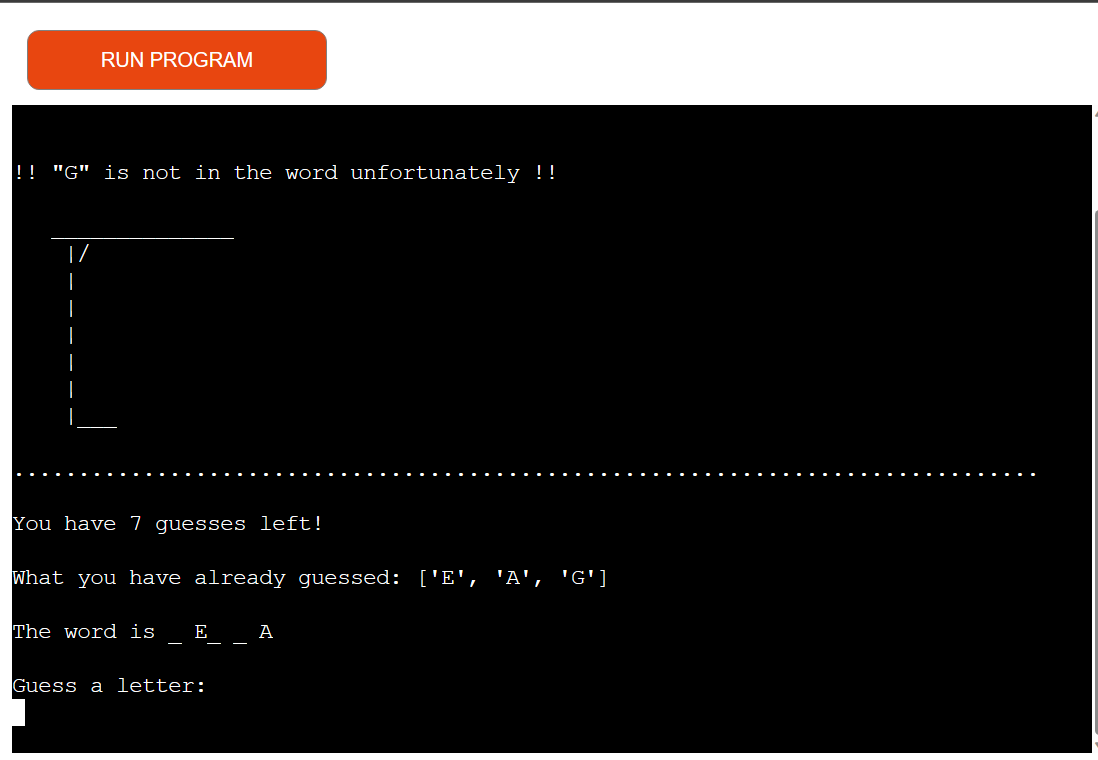 RUN PROGRAM
!! "G" is not in the word unfortunately !!
______________
|/
|
|
|
|
|
|___
...............................................................................
You have 7 guesses left!
What you have already guessed: ['E', 'A', 'G']
The word is _ E_ _ A
Guess a letter: